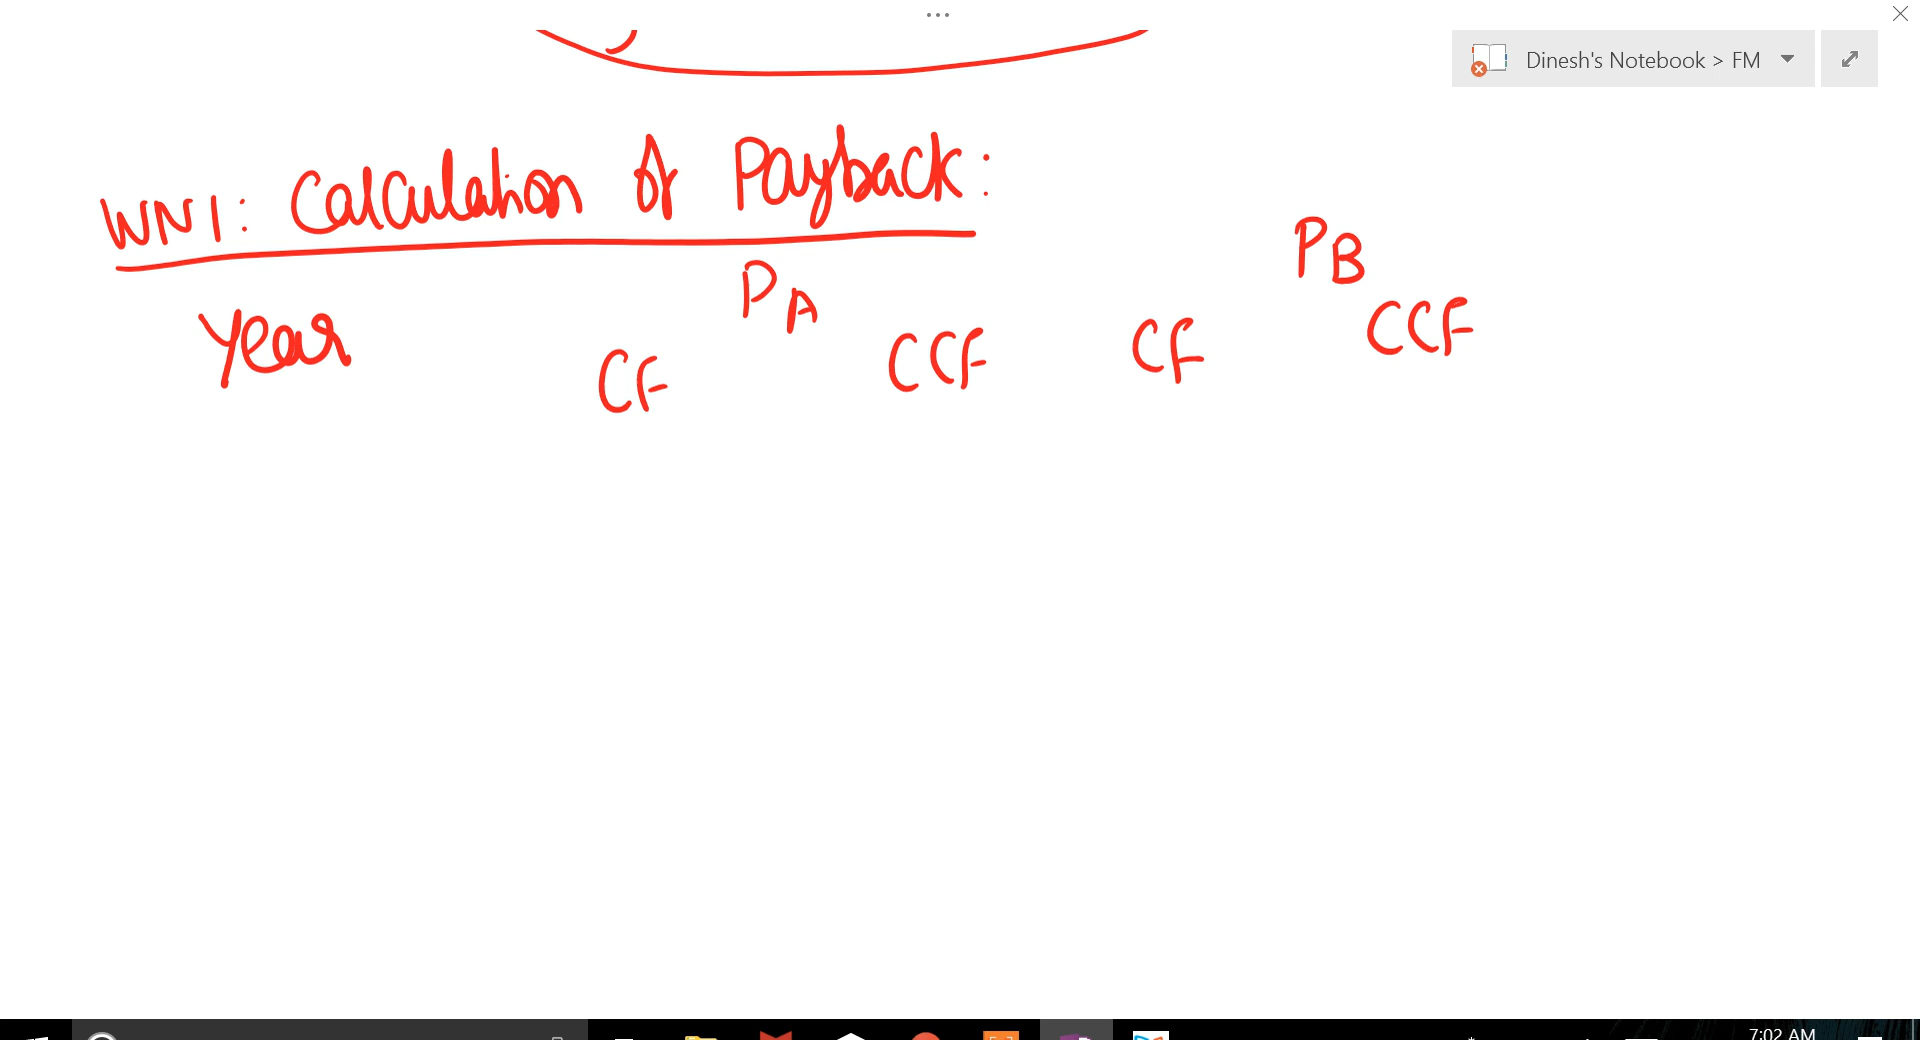 Dinesh's Notebook > FM
WN1: Calculation of Payback:
PA PB
Year CF CCF CF CCF
7:02 AM